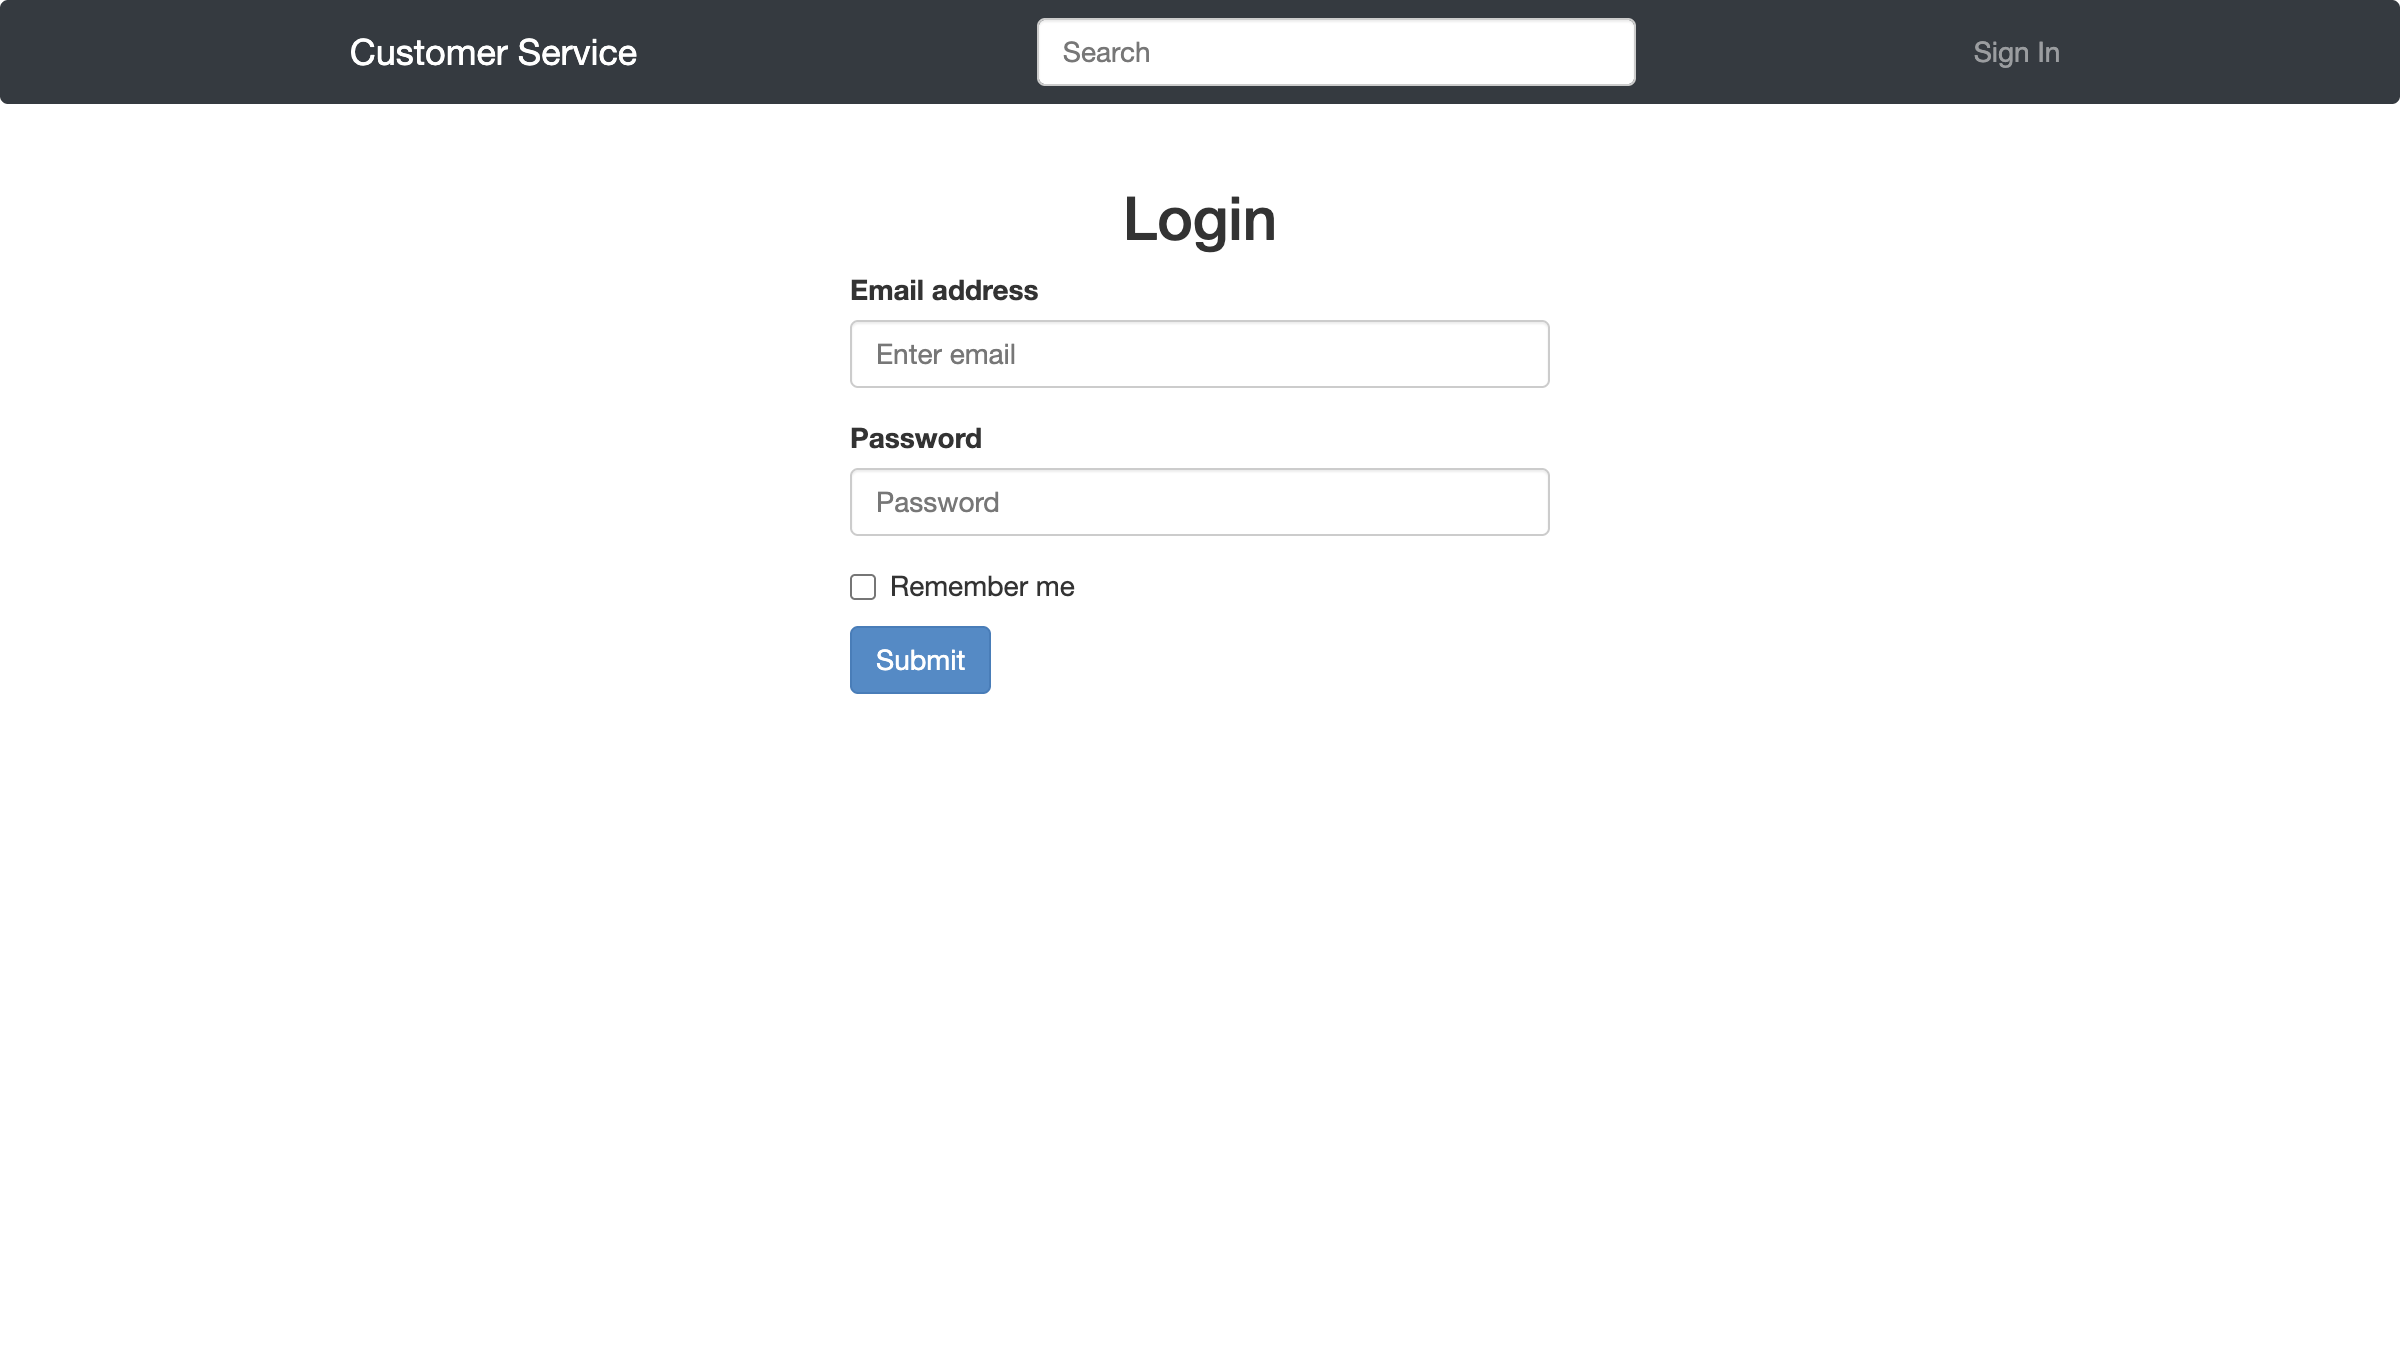 Customer Service
Search
Sign In
Login
Email address
Enter email
Password
Password
Remember me
Submit